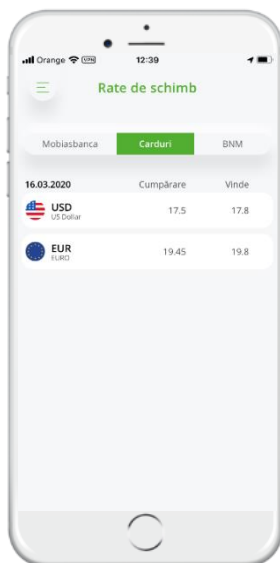 Orange VPN 12:39
Rate de schimb
Mobiasbanca Carduri BNM
16.03.2020 Cumpărare Vinde
USD 17.5 17.8
US Dollar
EUR 19.45 19.8
EURO